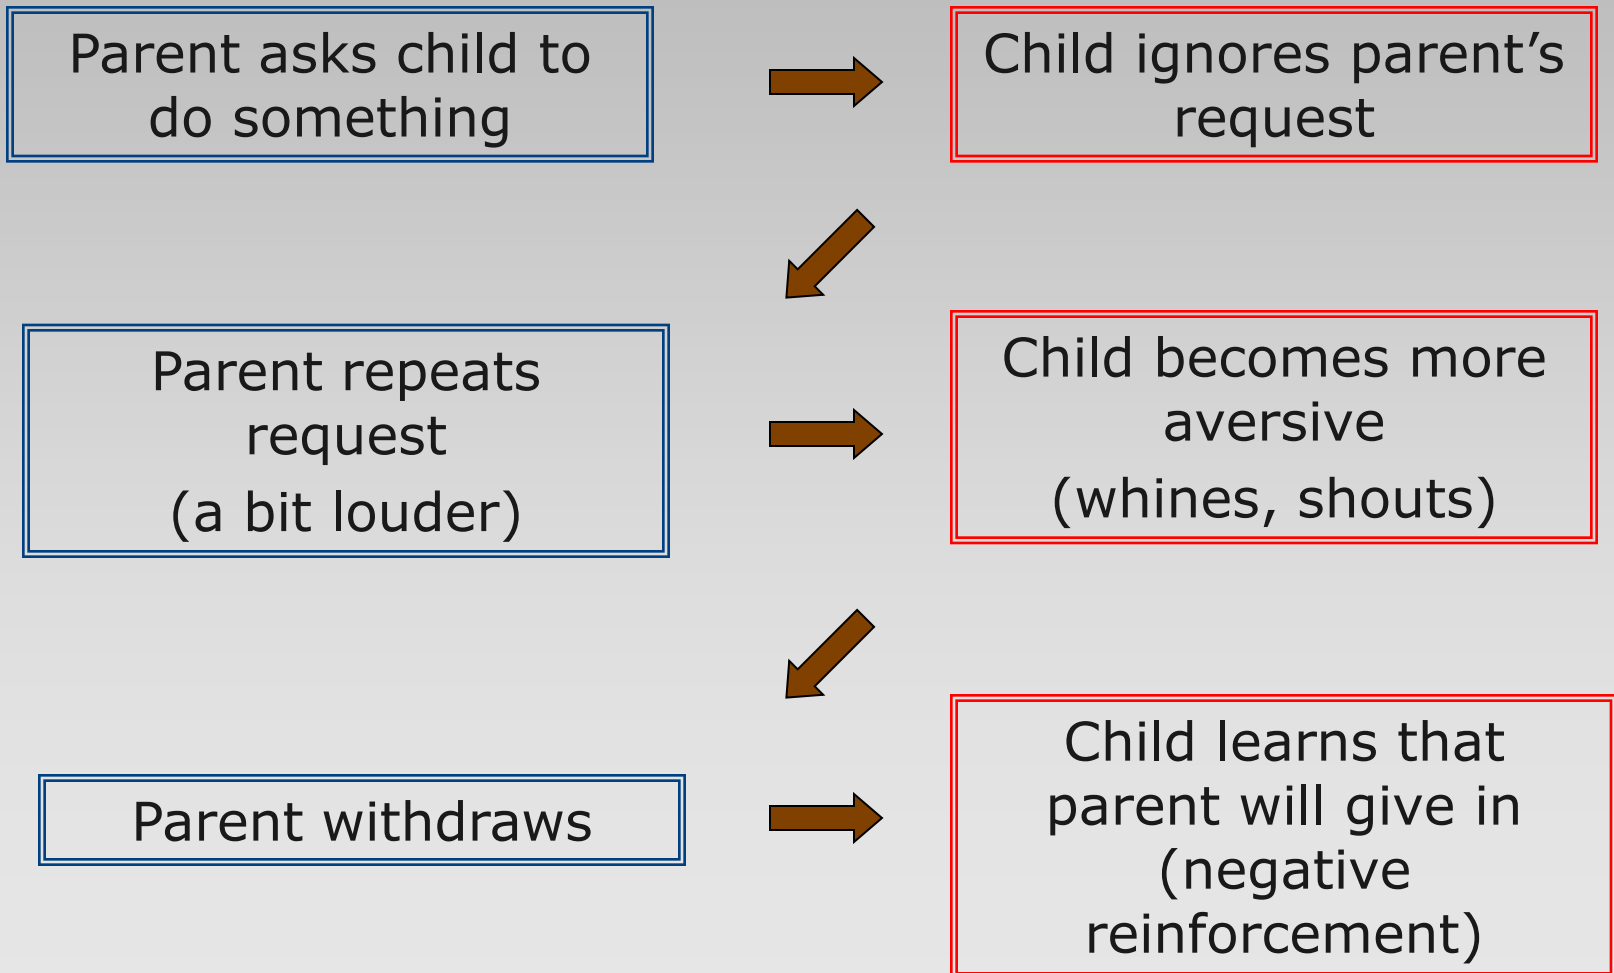 Parent asks child to
do something
Child ignores parent’s
request
Parent repeats
request
(a bit louder)
Child becomes more
aversive
(whines, shouts)
Parent withdraws
Child learns that
parent will give in
(negative
reinforcement)